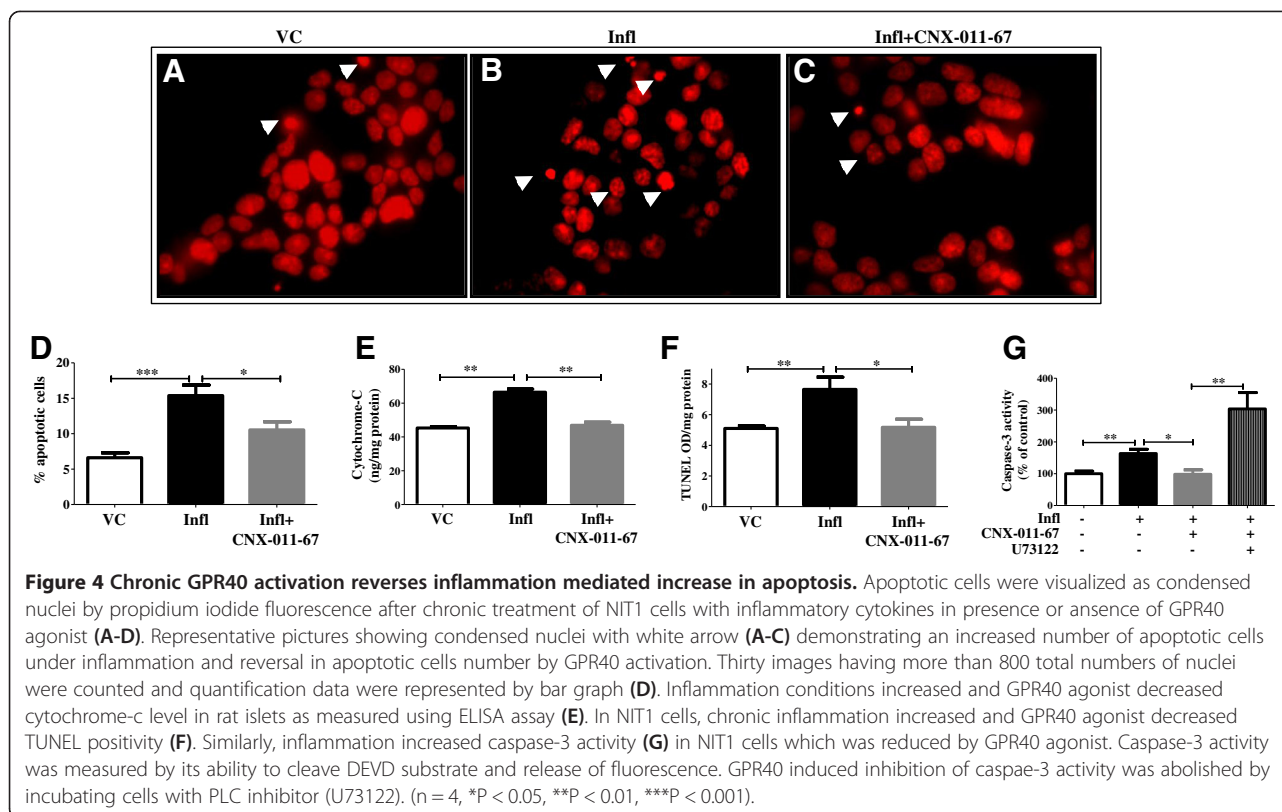 VC Infl Infl+CNX-011-67
A B C
D E F G
*** *
20
15
10
5
0
% apoptotic cells
VC Infl Infl+
CNX-011-67
** **
60
40
20
0
Cytochrome-C
(ng/mg protein)
VC Infl Infl+
CNX-011-67
** *
8
6
4
2
0
TUNEL OD/mg protein
VC Infl Infl+
CNX-011-67
**
** *
400
300
200
100
0
Caspase-3 activity
(% of control)
Infl - + + +
CNX-011-67 - - + +
U73122 - - - +
Figure 4 Chronic GPR40 activation reverses inflammation mediated increase in apoptosis. Apoptotic cells were visualized as condensed
nuclei by propidium iodide fluorescence after chronic treatment of NIT1 cells with inflammatory cytokines in presence or absence of GPR40
agonist (A-D). Representative pictures showing condensed nuclei with white arrow (A-C) demonstrating an increased number of apoptotic cells
under inflammation and reversal in apoptotic cells number by GPR40 activation. Thirty images having more than 800 total numbers of nuclei
were counted and quantification data were represented by bar graph (D). Inflammation conditions increased and GPR40 agonist decreased
cytochrome-c level in rat islets as measured using ELISA assay (E). In NIT1 cells, chronic inflammation increased and GPR40 agonist decreased
TUNEL positivity (F). Similarly, inflammation increased caspase-3 activity (G) in NIT1 cells which was reduced by GPR40 agonist. Caspase-3 activity
was measured by its ability to cleave DEVD substrate and release of fluorescence. GPR40 induced inhibition of caspae-3 activity was abolished by
incubating cells with PLC inhibitor (U73122). (n = 4, *P < 0.05, **P < 0.01, ***P < 0.001).